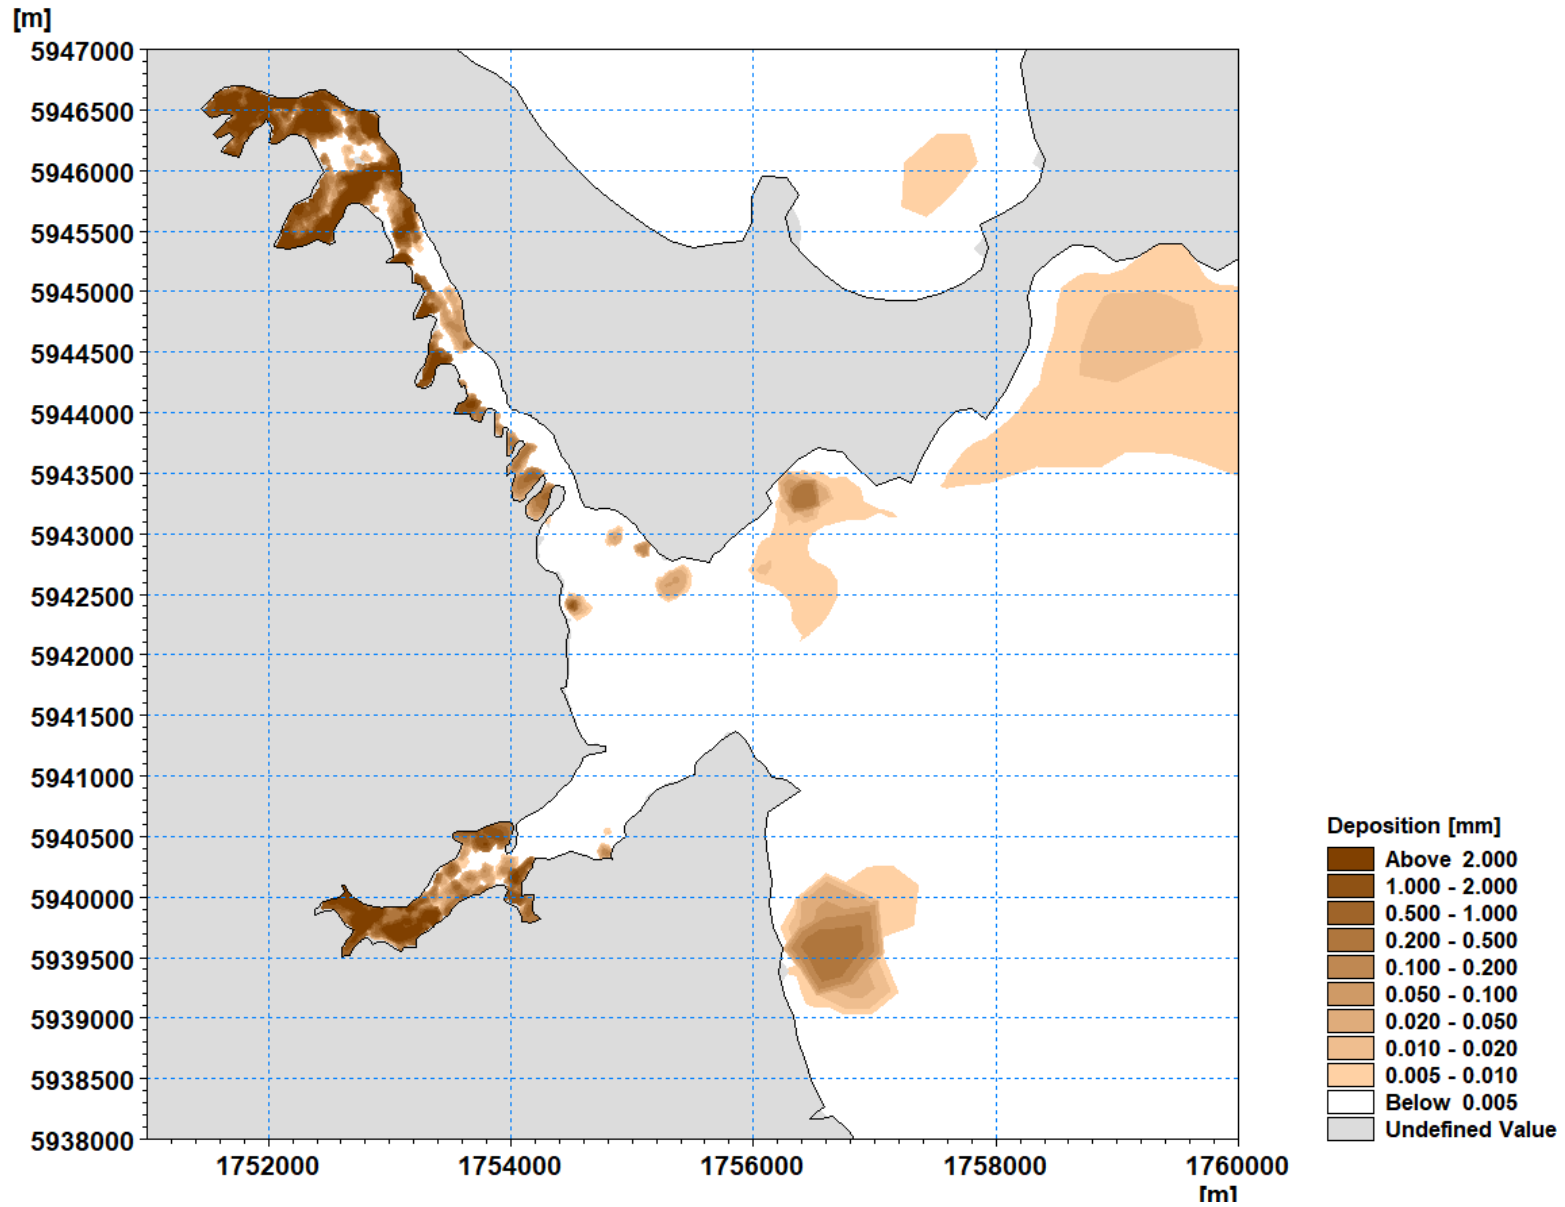 [m]
5947000
5946500
5946000
5945500
5945000
5944500
5944000
5943500
5943000
5942500
5942000
5941500
5941000
5940500
5940000
5939500
5939000
5938500
5938000
1752000 1754000 1756000 1758000 1760000
[m]
Deposition [mm]
Above 2.000
1.000 - 2.000
0.500 - 1.000
0.200 - 0.500
0.100 - 0.200
0.050 - 0.100
0.020 - 0.050
0.010 - 0.020
0.005 - 0.010
Below 0.005
Undefined Value